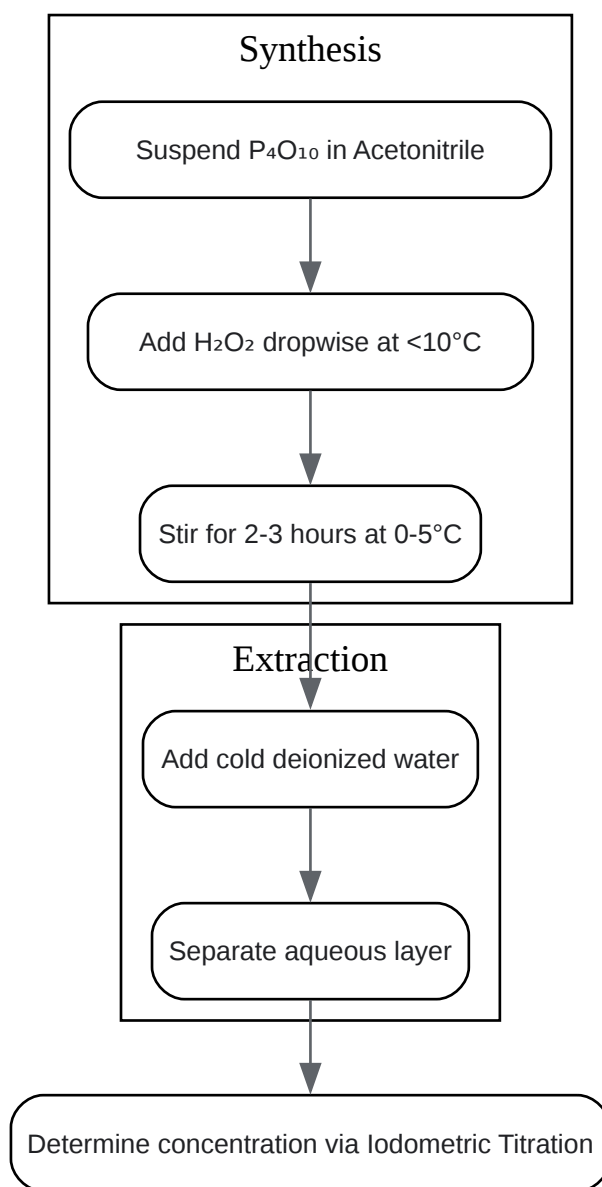 Synthesis
Suspend P₄O₁₀ in Acetonitrile
Add H₂O₂ dropwise at <10°C
Stir for 2-3 hours at 0-5°C
Extraction
Add cold deionized water
Separate aqueous layer
Determine concentration via Iodometric Titration